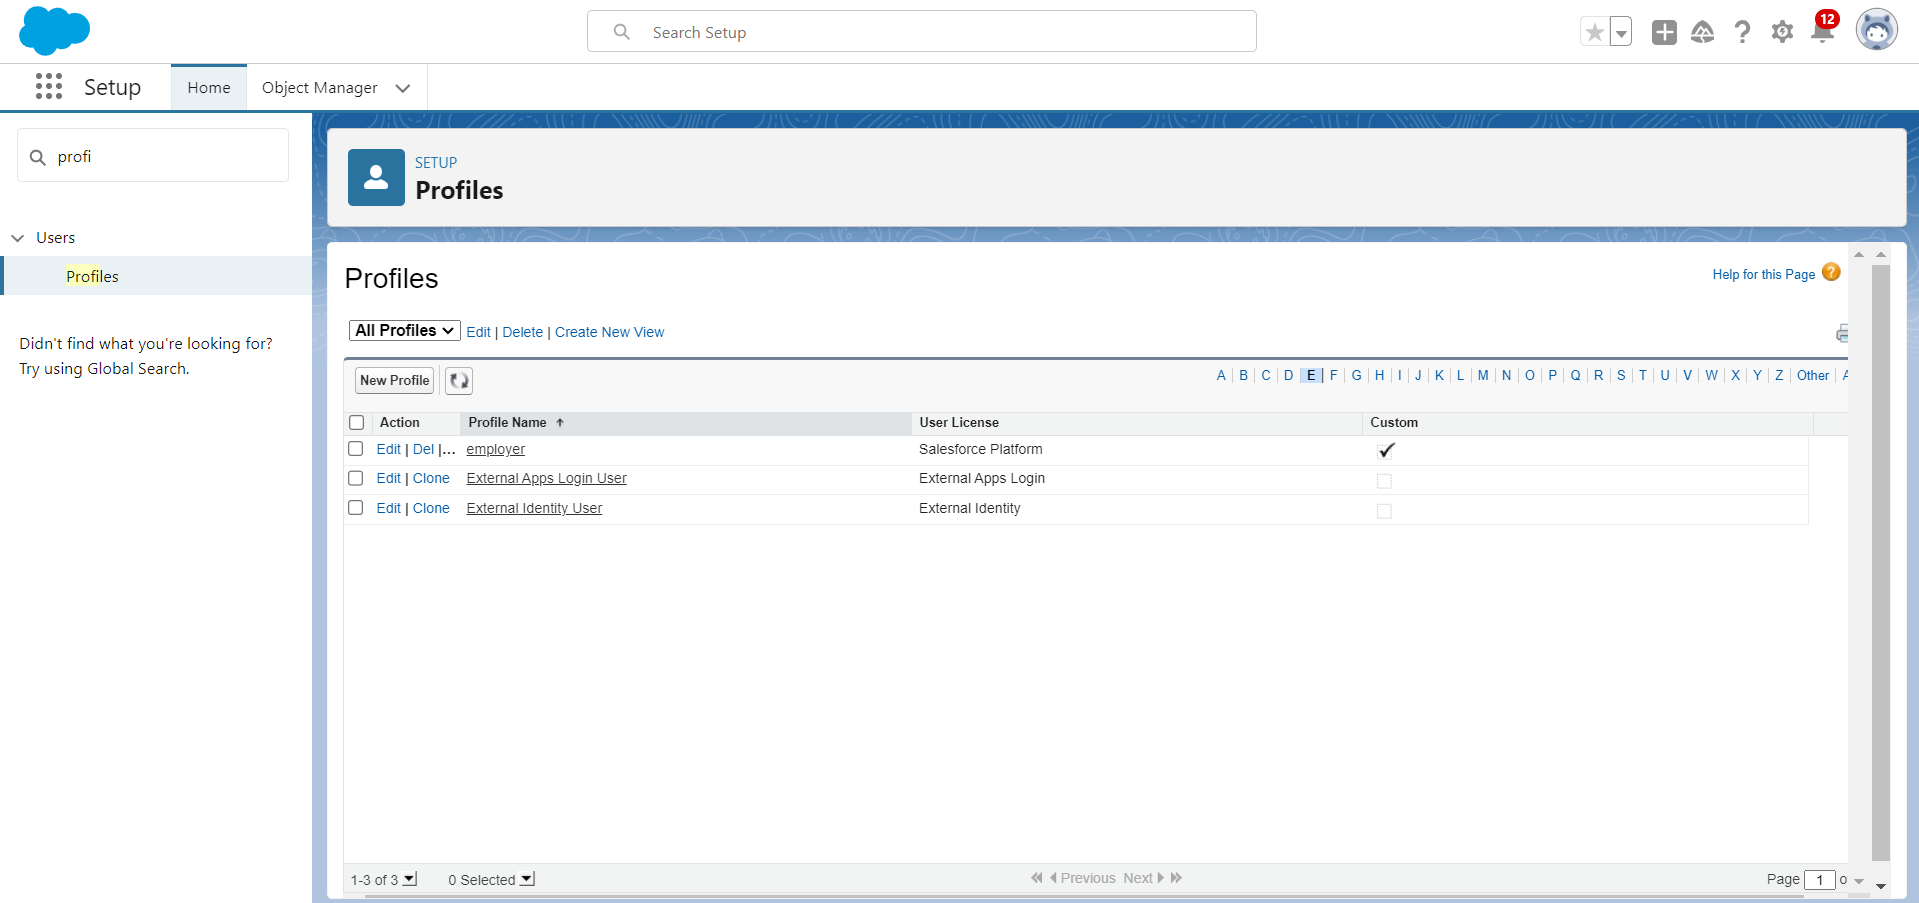 Search Setup
12
Setup Home Object Manager
profi
Users
Profiles
Didn't find what you're looking for?
Try using Global Search.
SETUP
Profiles
Profiles
Help for this Page ?
All Profiles Edit | Delete | Create New View
New Profile
A | B | C | D | E | F | G | H | I | J | K | L | M | N | O | P | Q | R | S | T | U | V | W | X | Y | Z | Other
Action Profile Name User License Custom
Edit | Del |... employer Salesforce Platform
Edit | Clone External Apps Login User External Apps Login
Edit | Clone External Identity User External Identity
1-3 of 3 0 Selected Previous Next Page 1 o